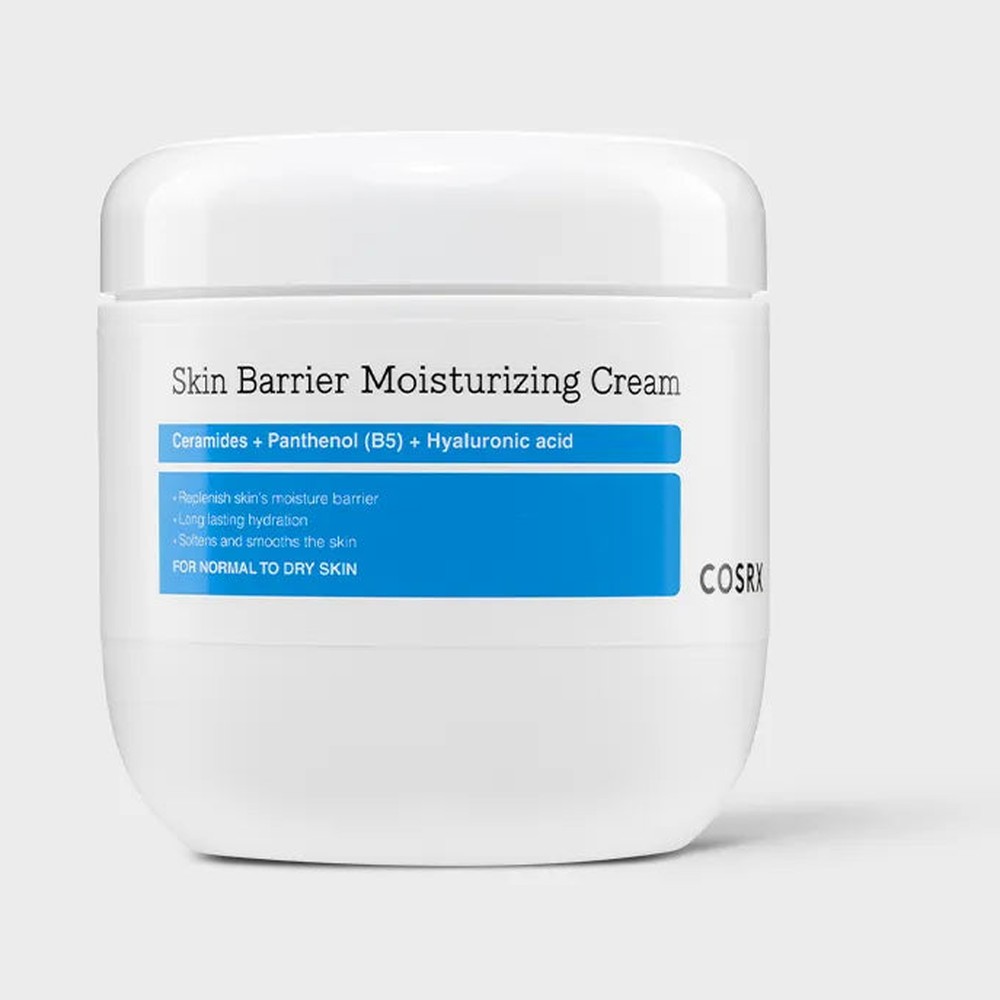 Skin Barrier Moisturizing Cream
Ceramides + Panthenol (B5) + Hyaluronic acid
• Replenish skin's moisture barrier
• Long lasting hydration
• Softens and smooths the skin
FOR NORMAL TO DRY SKIN
COSRX